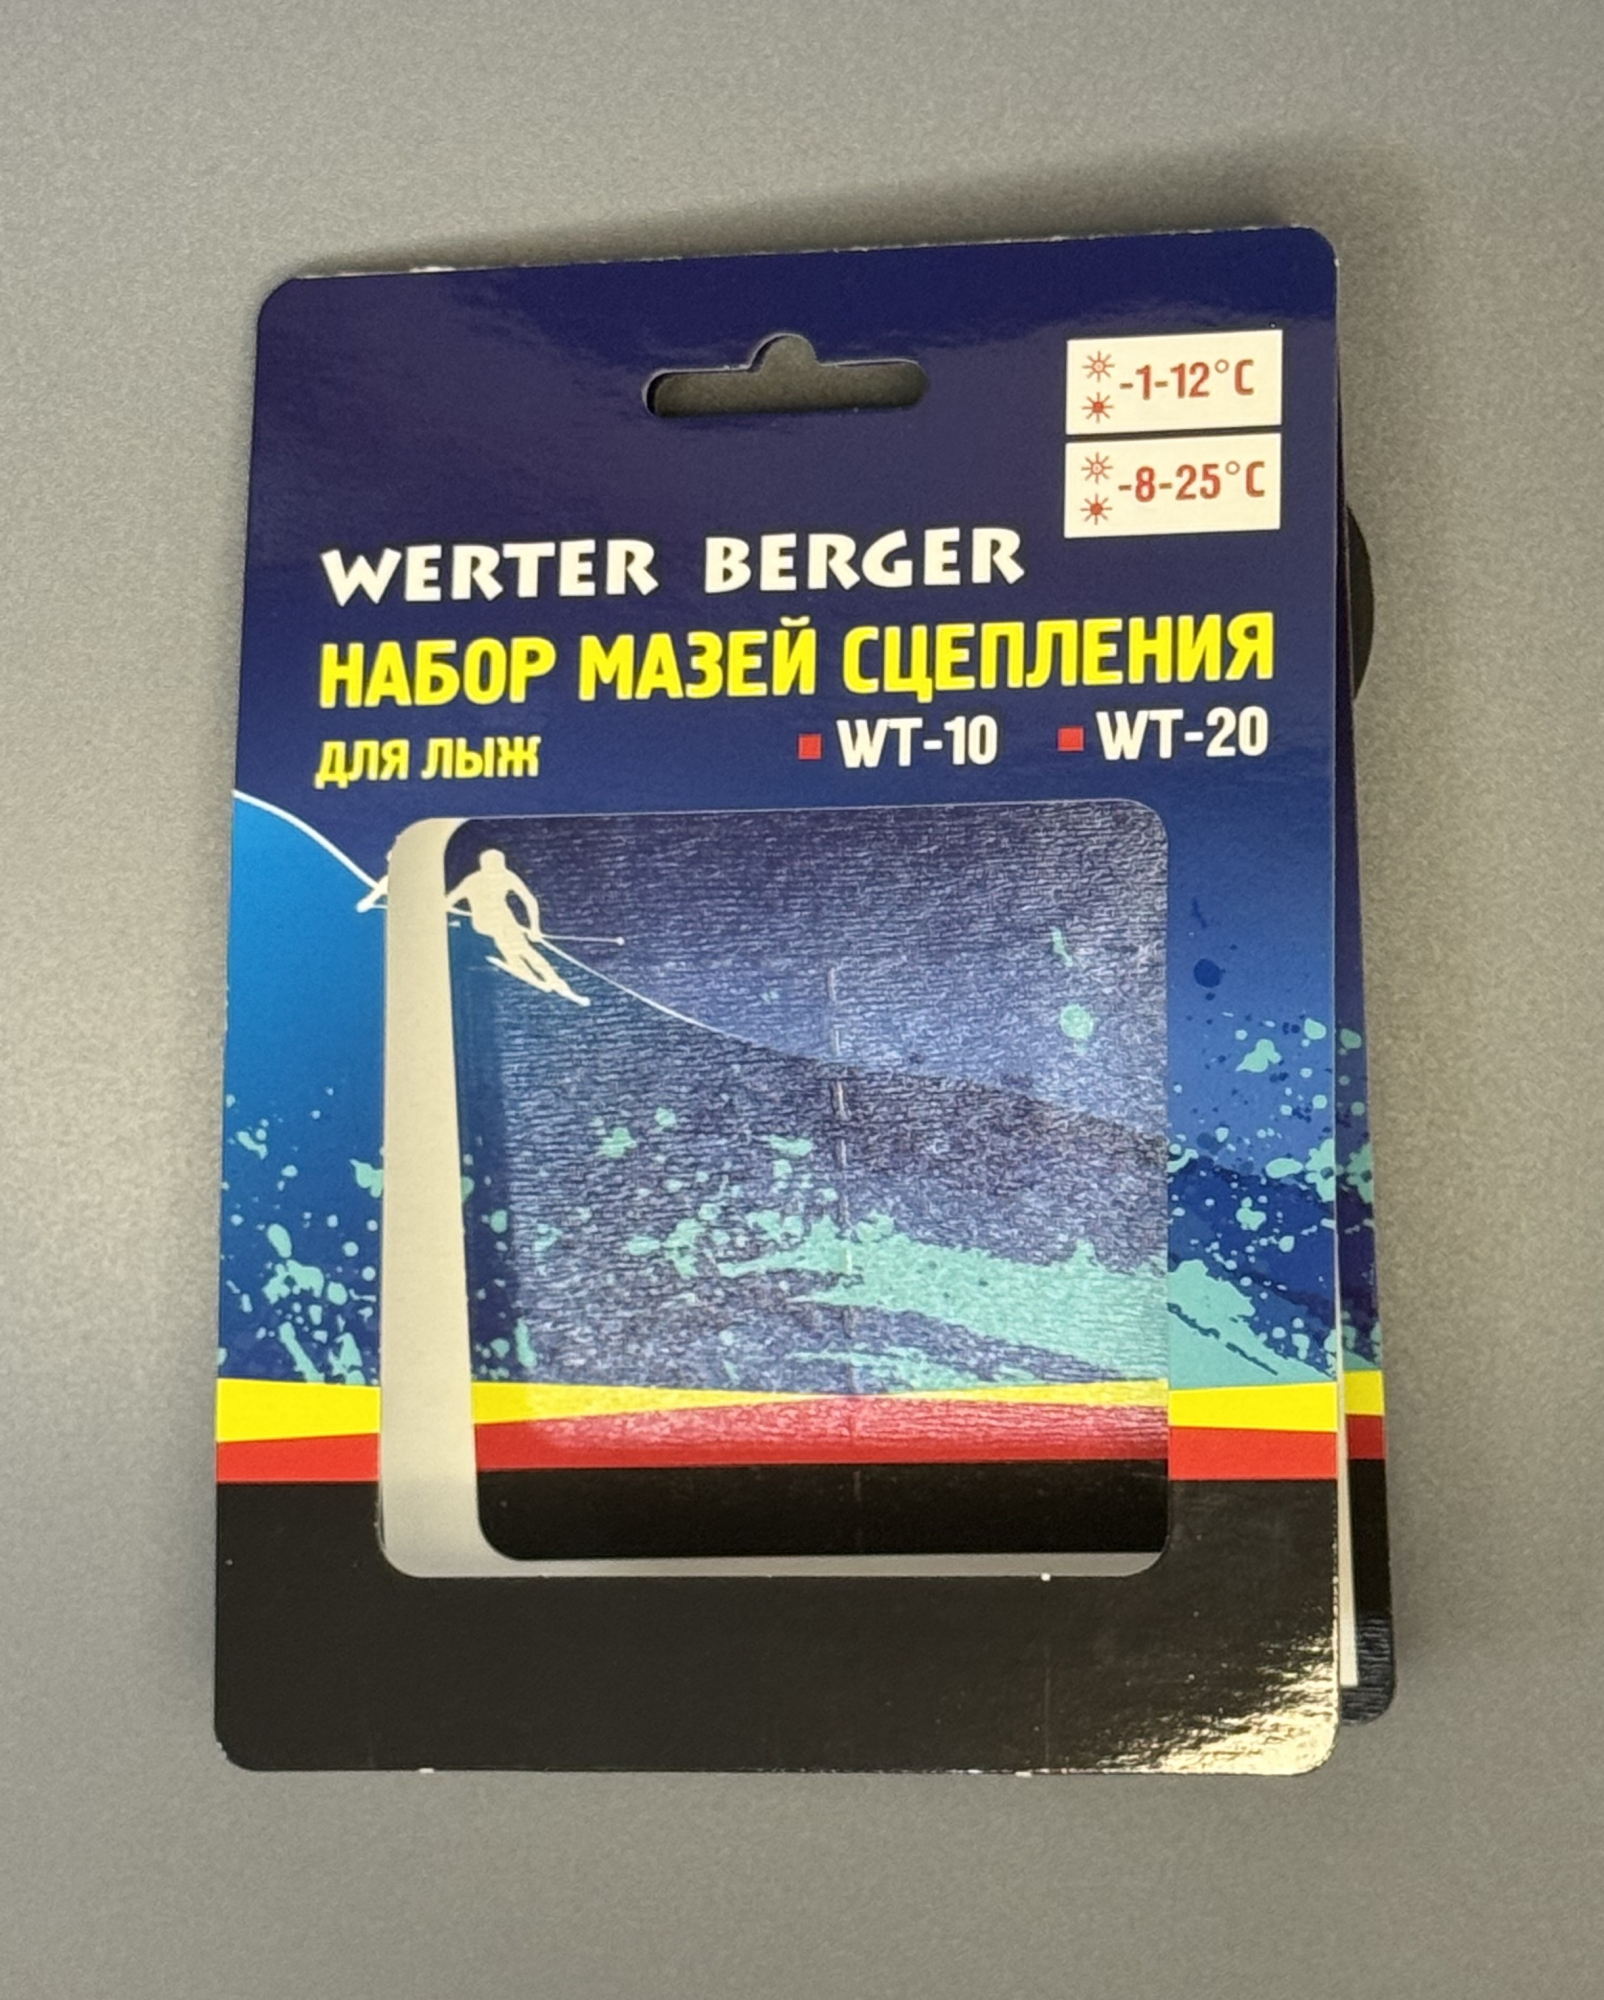 -1-12°C
-8-25°C
WERTER BERGER
НАБОР МАЗЕЙ СЦЕПЛЕНИЯ
ДЛЯ ЛЫЖ WT-10 WT-20